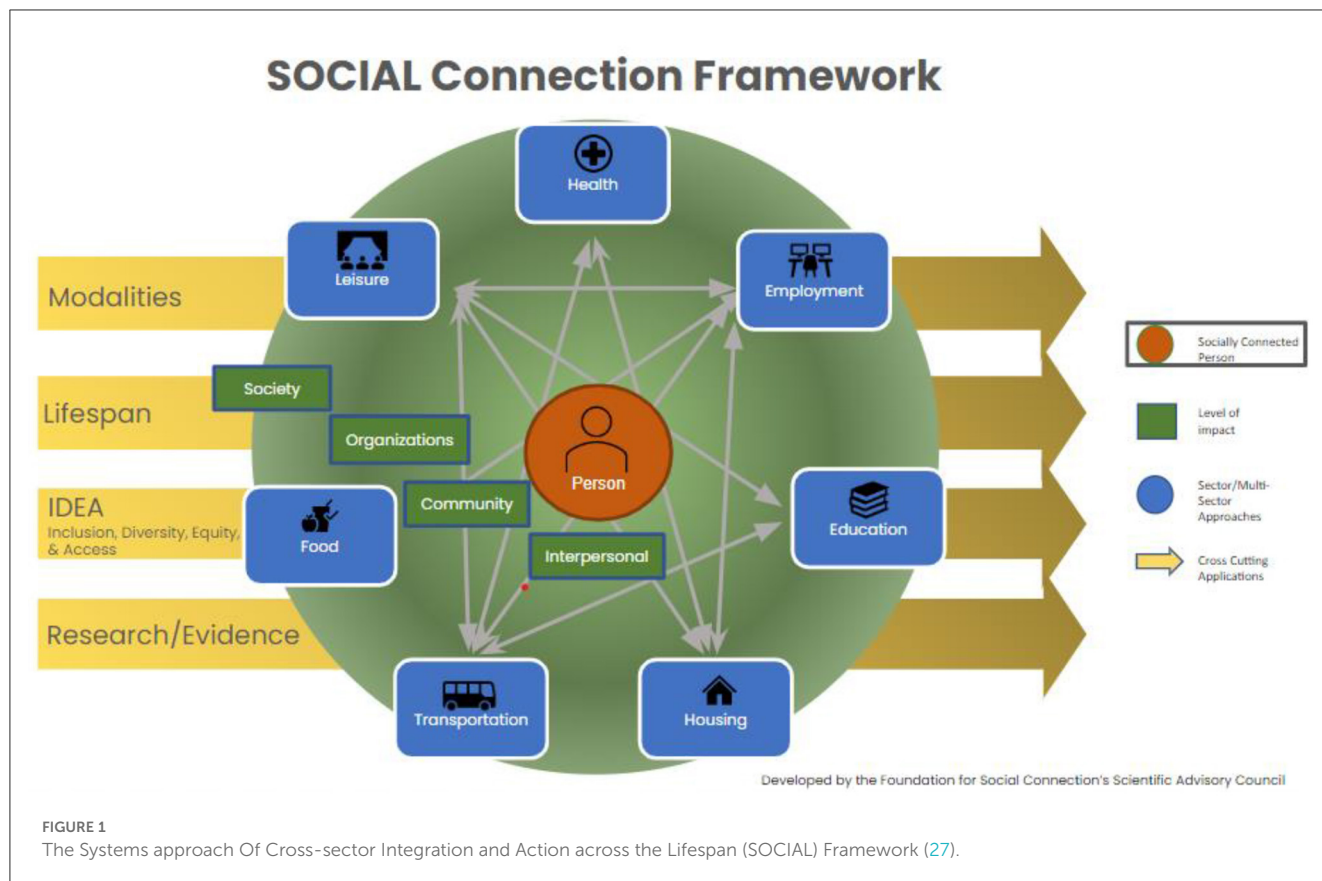 SOCIAL Connection Framework
Health
Leisure
Employment
Modalities
Society
Lifespan
Organizations
Person
Community
IDEA
Inclusion, Diversity, Equity,
& Access
Food
Education
Interpersonal
Research/Evidence
Transportation
Housing
Socially Connected
Person
Level of
impact
Sector/Multi-
Sector
Approaches
Cross Cutting
Applications
Developed by the Foundation for Social Connection's Scientific Advisory Council
FIGURE 1
The Systems approach Of Cross-sector Integration and Action across the Lifespan (SOCIAL) Framework (27).